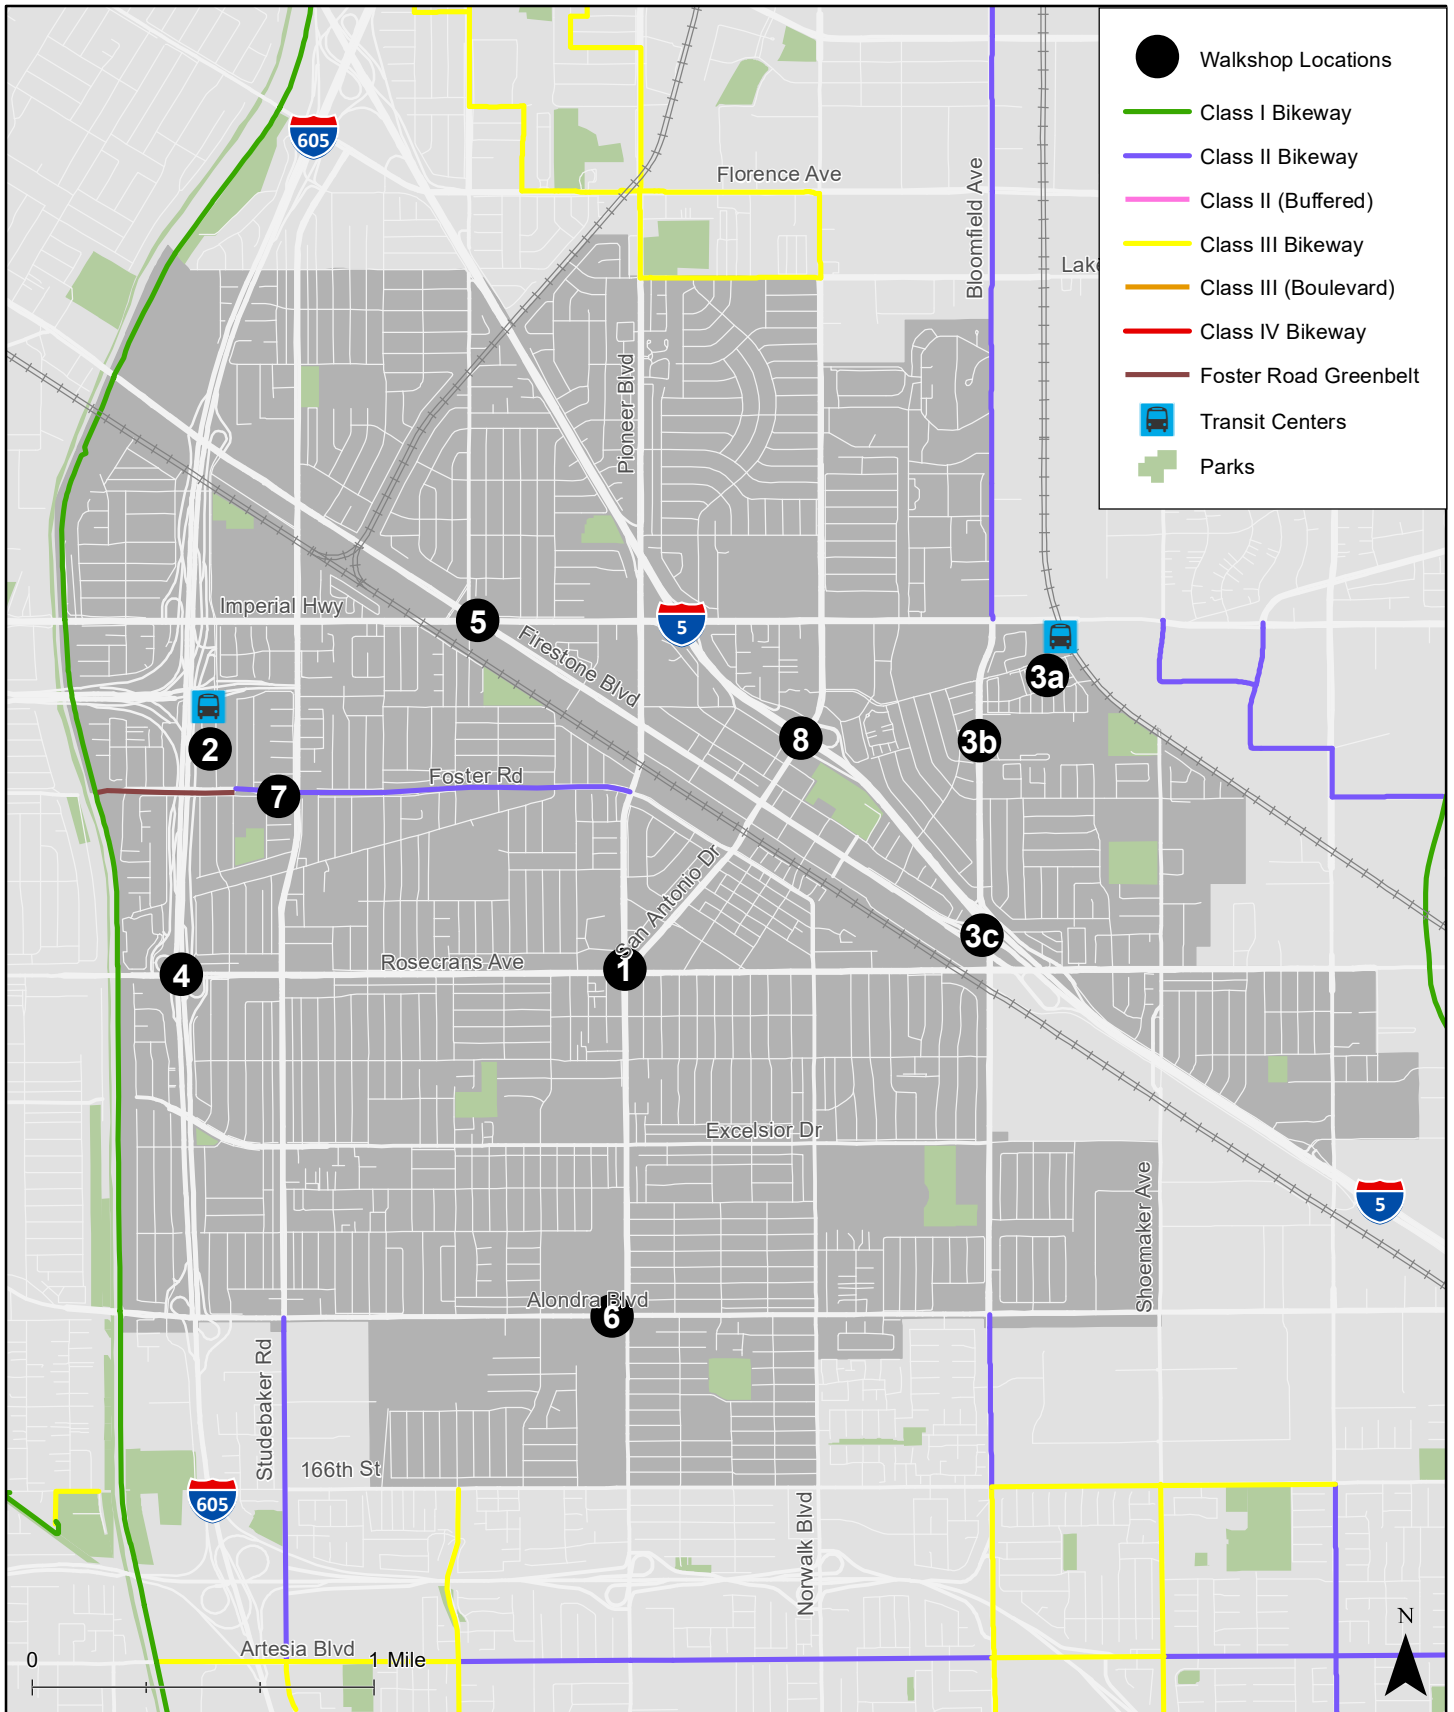 Walkshop Locations
605
Class I Bikeway
Class II Bikeway
Florence Ave
Class II (Buffered)
Bloomfield Ave
Class III Bikeway
Lake
Class III (Boulevard)
Class IV Bikeway
Foster Road Greenbelt
Pioneer Blvd
Transit Centers
Parks
Imperial Hwy
5
5
Firestone Blvd
3a
2
8
3b
Foster Rd
7
San Antonio Dr
3c
Rosecrans Ave
4
1
Excelsior Dr
5
Shoemaker Ave
Alondra Blvd
6
Studebaker Rd
166th St
605
Norwalk Blvd
N
Artesia Blvd
0
1 Mile